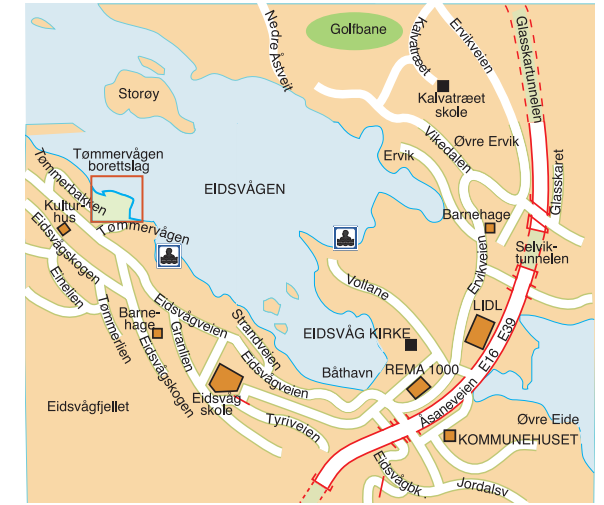 Nedre Åstveit
Golfbane
Kalvatræet
Ervikveien
Glasskartunnelen
Storøy
Kalvatræet
skole
Vikedalen
Øvre Ervik
Tømmervågen
borettslag
Ervik
Glasskaret
Tømmerbakken
EIDSVÅGEN
Kultur-
hus
Barnehage
Tømmervågen
Eidsvågskogen
Selvik-
tunnelen
Einelien
Vollane
Ervikveien
Tømmerlien
Barne-
hage
Eidsvågveien
Strandveien
LIDL
Granlien
EIDSVÅG KIRKE
E16 E39
Eidsvågskogen
Eidsvågveien
Båthavn
REMA 1000
Åsaneveien
Eidsvåg
skole
Eidsvågfjellet
Tyriveien
Øvre Eide
KOMMUNEHUSET
Eidsvågbk
Jordalsv